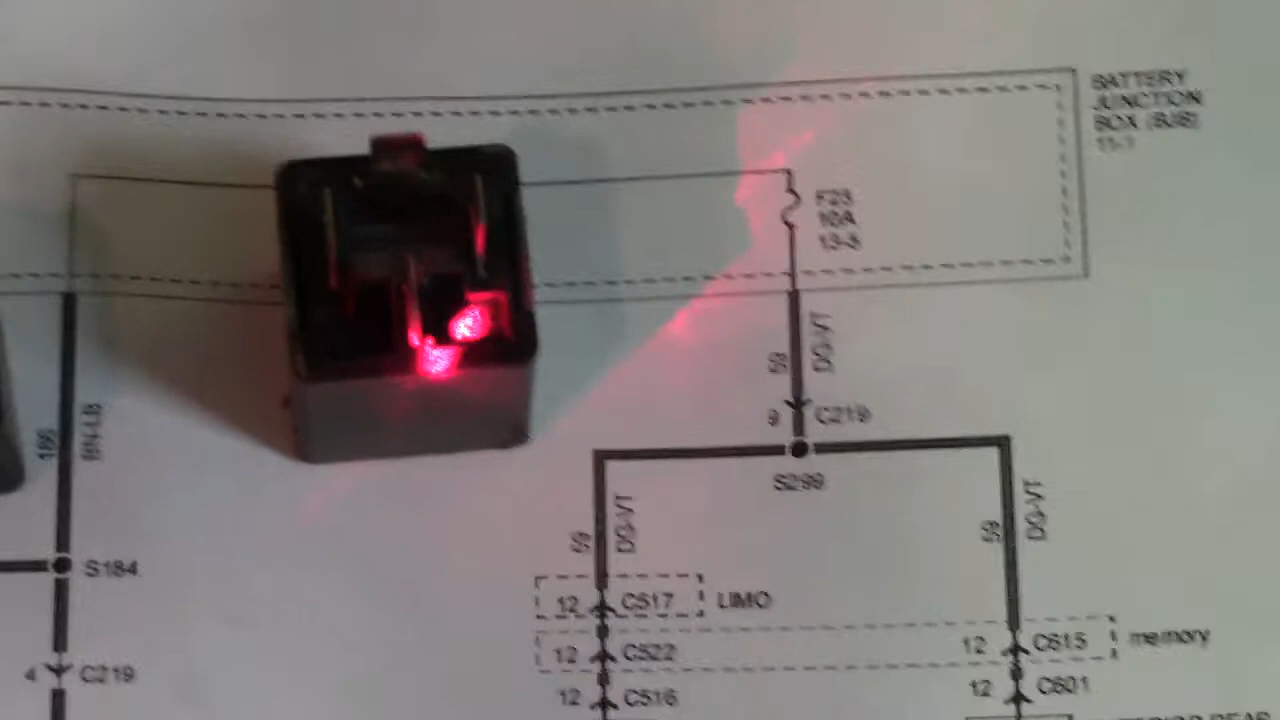 BATTERY
JUNCTION
BOX (BJB)
11-1
F23
10A
13-8
59
DG-VT
9
C219
S299
186
BN-LB
S184
59
DG-VT
59
DG-VT
12
C517
LIMO
12
C522
12
C615
memory
4
C219
12
C516
12
C601